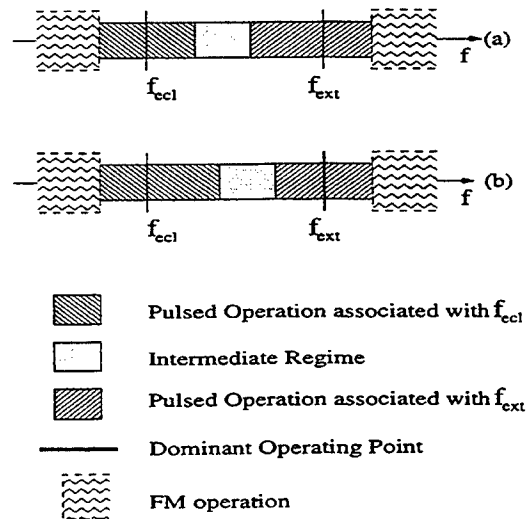 (a)
f
f_ecl f_ext
(b)
f
f_ecl f_ext
Pulsed Operation associated with f_ecl
Intermediate Regime
Pulsed Operation associated with f_ext
Dominant Operating Point
FM operation